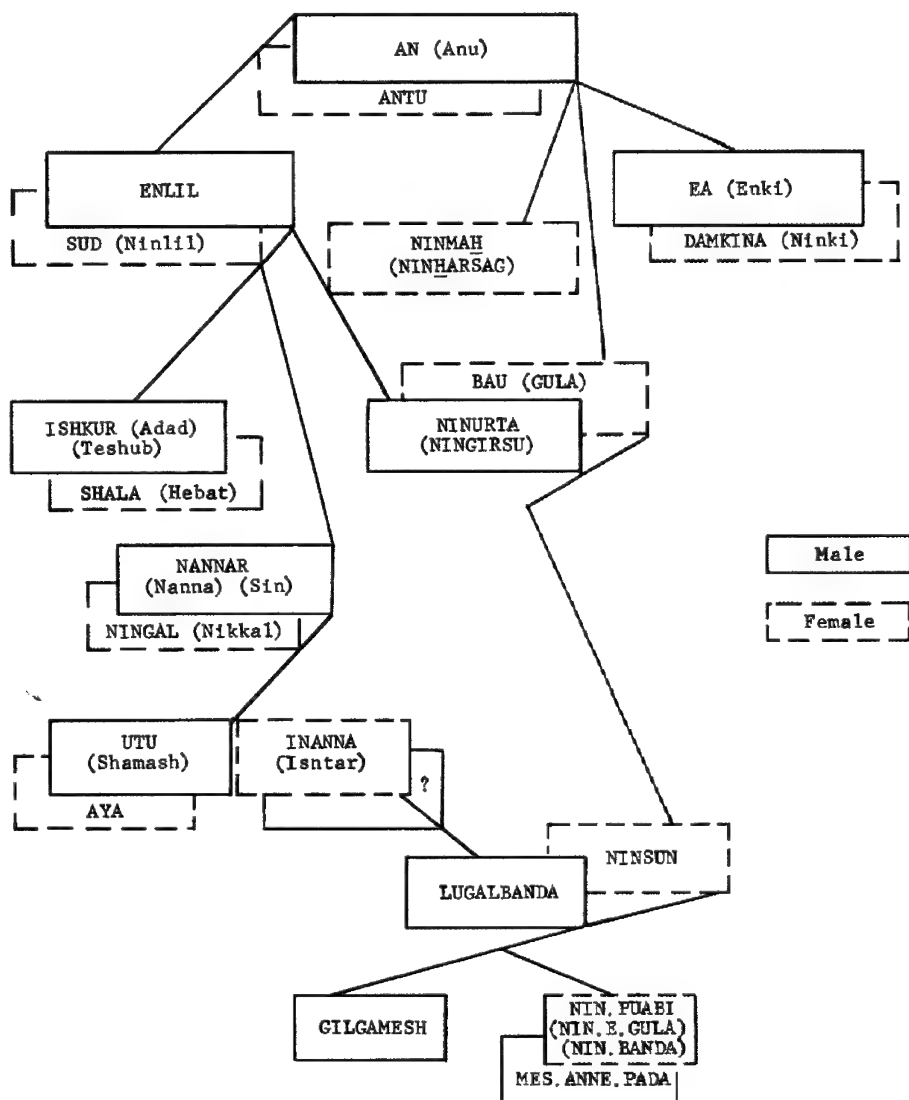 AN (Anu)
ANTU
ENLIL
EA (Enki)
SUD (Ninlil)
NINMAH
(NINHARSAG)
DAMKINA (Ninki)
BAU (GULA)
ISHKUR (Adad)
(Teshub)
NINURTA
(NINGIRSU)
SHALA (Hebat)
NANNAR
(Nanna) (Sin)
Male
NINGAL (Nikkal)
Female
UTU
(Shamash)
INANNA
(Isntar)
?
AYA
NINSUN
LUGALBANDA
GILGAMESH
NIN.PUABI
(NIN.E.GULA)
(NIN.BANDA)
MES.ANNE.PADA